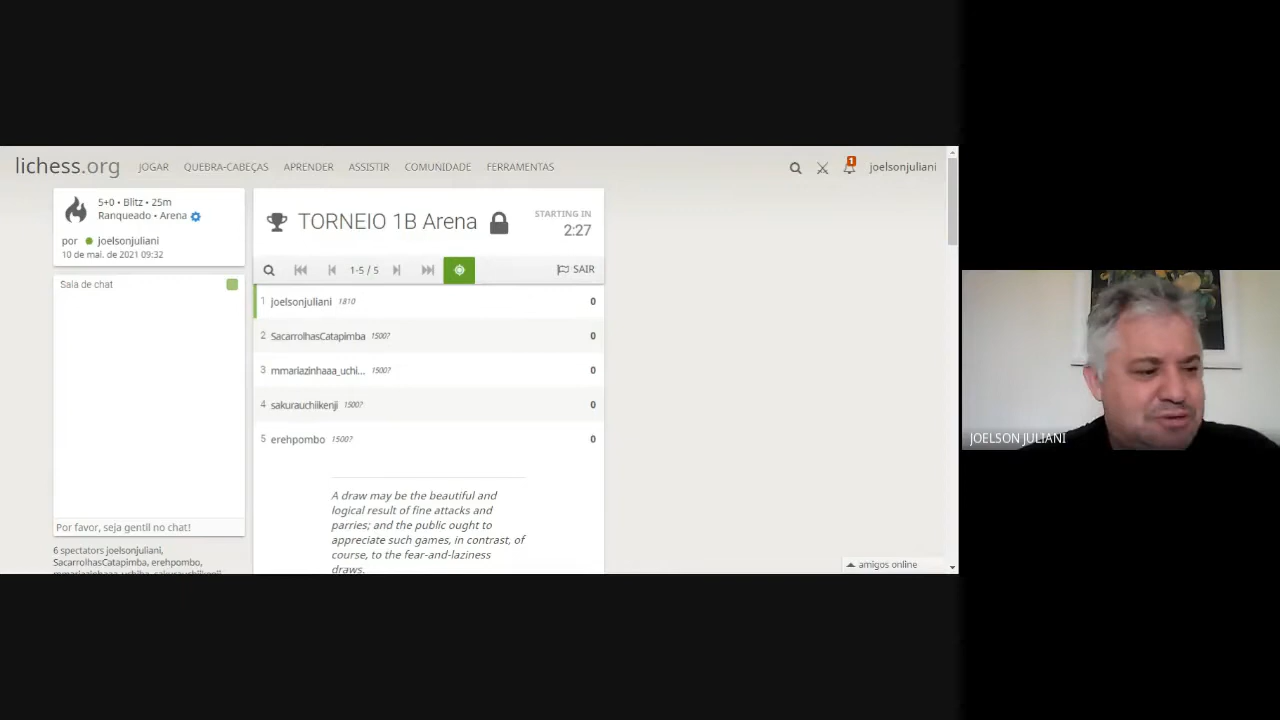 lichess.org JOGAR QUEBRA-CABEÇAS APRENDER ASSISTIR COMUNIDADE FERRAMENTAS 1 joelsonjuliani
5+0 • Blitz • 25m
Ranqueado • Arena
por joelsonjuliani
10 de mai. de 2021 09:32
Sala de chat
Por favor, seja gentil no chat!
6 spectators joelsonjuliani,
SacarrolhasCatapimba, erehpombo,
TORNEIO 1B Arena
STARTING IN
2:27
1-5 / 5 SAIR
1 joelsonjuliani 1810 0
2 SacarrolhasCatapimba 1500? 0
3 mmariazinhaaa_uchi... 1500? 0
4 sakurauchiikenji 1500? 0
5 erehpombo 1500? 0
A draw may be the beautiful and
logical result of fine attacks and
parries; and the public ought to
appreciate such games, in contrast, of
course, to the fear-and-laziness
draws.
amigos online
JOELSON JULIANI